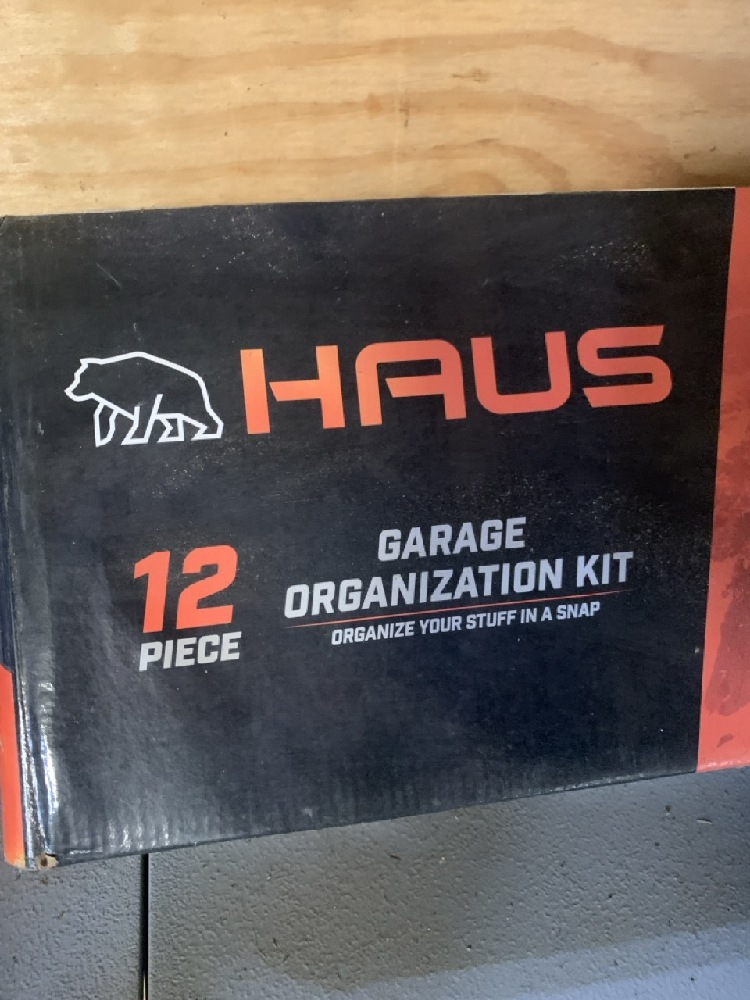 HAUS
12
PIECE
GARAGE
ORGANIZATION KIT
ORGANIZE YOUR STUFF IN A SNAP